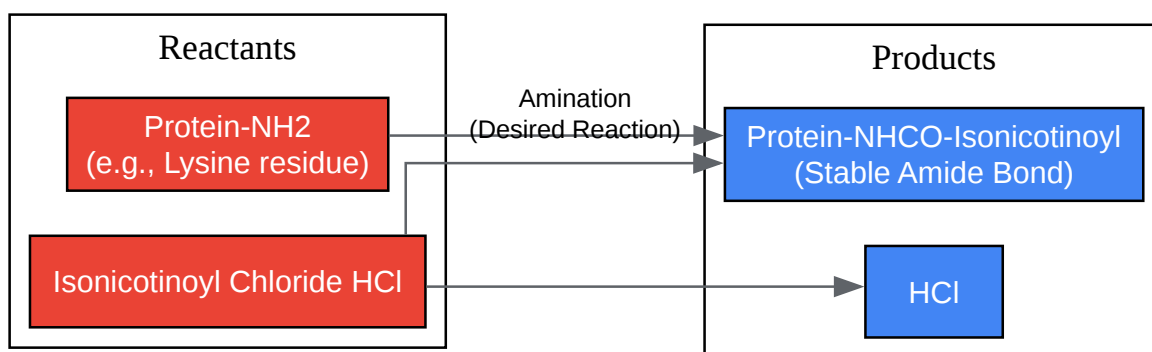 Reactants
Protein-NH2
(e.g., Lysine residue)
Isonicotinoyl Chloride HCl
Amination
(Desired Reaction)
Products
Protein-NHCO-Isonicotinoyl
(Stable Amide Bond)
HCl